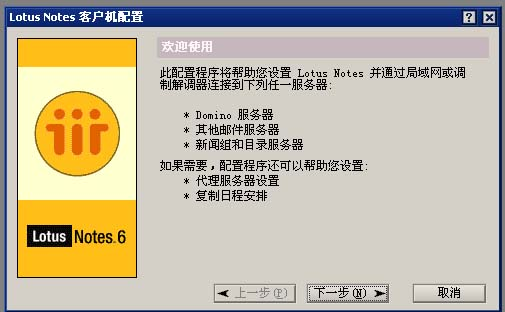 Lotus Notes 客户机配置
欢迎使用
此配置程序将帮助您设置 Lotus Notes 并通过局域网或调
制解调器连接到下列任一服务器:
* Domino 服务器
* 其他邮件服务器
* 新闻组和目录服务器
如果需要，配置程序还可以帮助您设置:
* 代理服务器设置
* 复制日程安排
Lotus Notes.6
上一步(P)
下一步(N)
取消